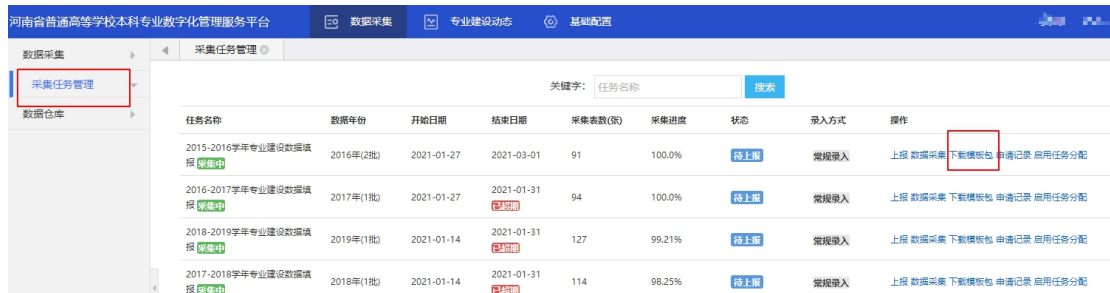 河南省普通高等学校本科专业数字化管理服务平台 数据采集 专业建设动态 基础配置
数据采集 采集任务管理
采集任务管理
数据仓库
关键字： 任务名称 搜索
任务名称 数据年份 开始日期 结束日期 采集表数(张) 采集进度 状态 录入方式 操作
2015-2016学年专业建设数据填
报 采集中 2016年(2批) 2021-01-27 2021-03-01 91 100.0% 待上报 常规录入 上报 数据采集 下载模板包 申请记录 启用任务分配
2016-2017学年专业建设数据填
报 采集中 2017年(1批) 2021-01-27 2021-01-31 已超期 94 100.0% 待上报 常规录入 上报 数据采集 下载模板包 申请记录 启用任务分配
2018-2019学年专业建设数据填
报 采集中 2019年(1批) 2021-01-14 2021-01-31 已超期 127 99.21% 待上报 常规录入 上报 数据采集 下载模板包 申请记录 启用任务分配
2017-2018学年专业建设数据填
报 采集中 2018年(1批) 2021-01-14 2021-01-31 已超期 114 98.25% 待上报 常规录入 上报 数据采集 下载模板包 申请记录 启用任务分配